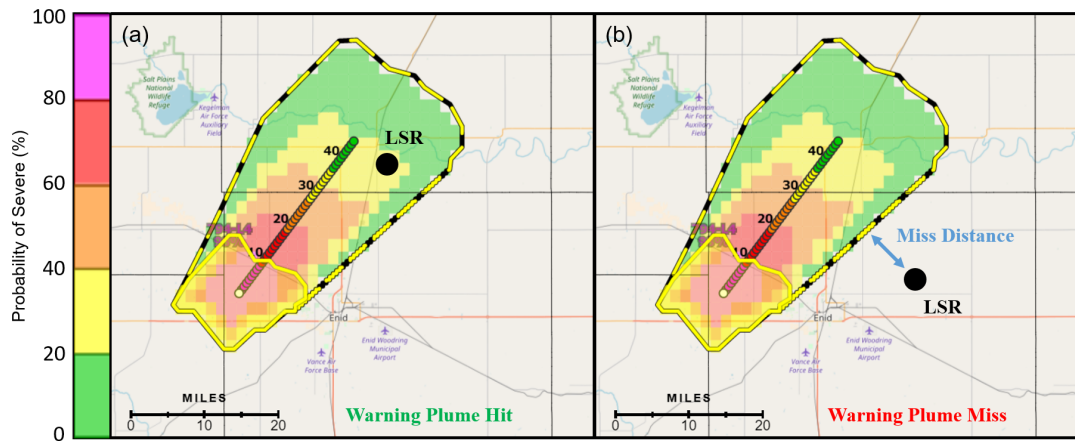 Probability of Severe (%)
100
80
60
40
20
0
(a)
Salt Plains
National
Wildlife
Refuge
Kegelman
Air Force
Auxiliary
Field
LSR
40
30
20
10
Enid
Enid Woodring
Municipal
Airport
Vance Air
Force Base
MILES
10
20
Warning Plume Hit
(b)
Salt Plains
National
Wildlife
Refuge
Kegelman
Air Force
Auxiliary
Field
40
30
20
10
Miss Distance
LSR
Enid
Enid Woodring
Municipal
Airport
Vance Air
Force Base
MILES
10
20
Warning Plume Miss